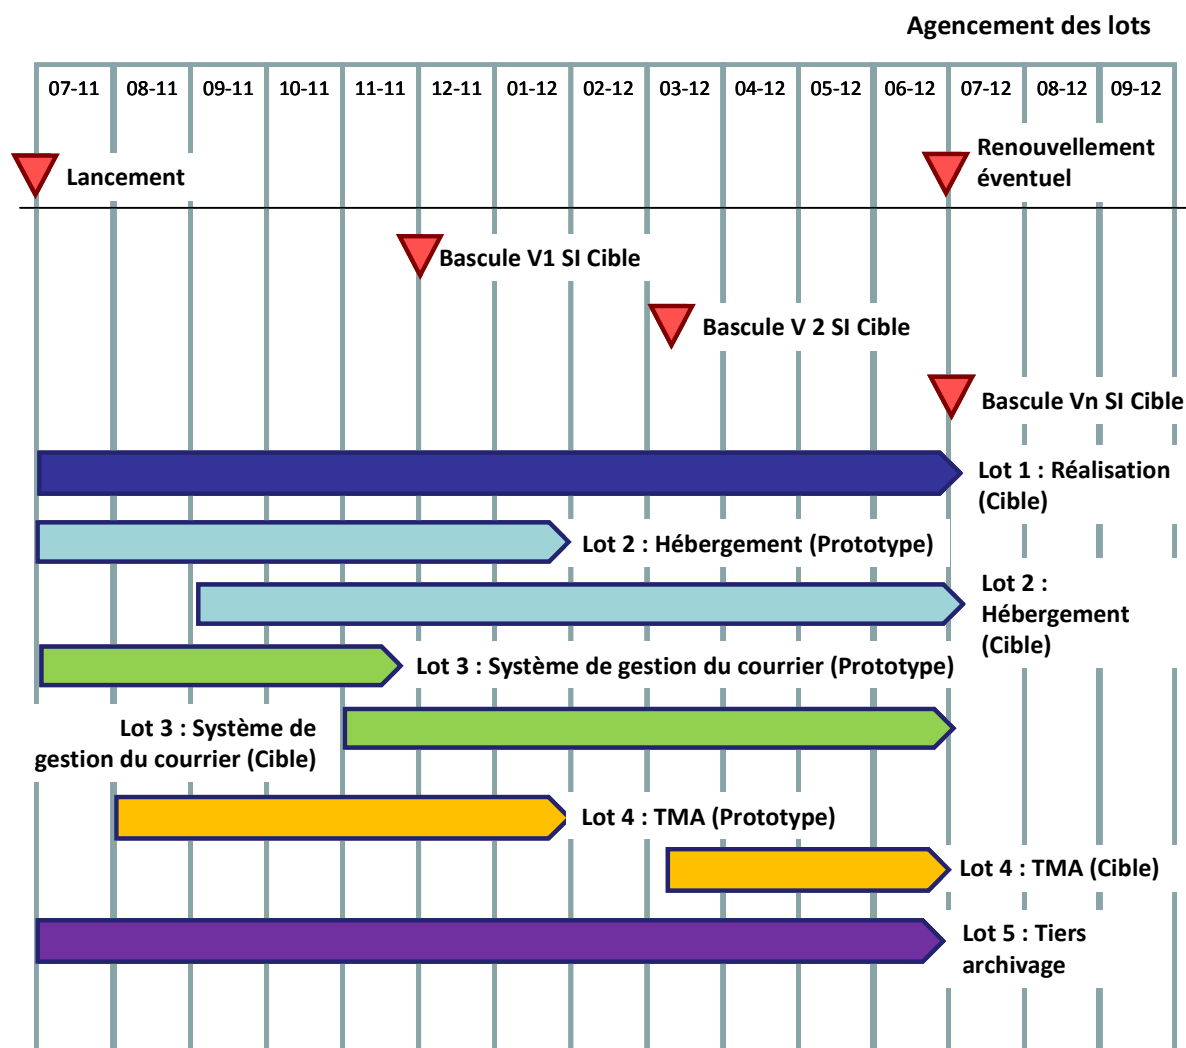 Agencement des lots
07-11 08-11 09-11 10-11 11-11 12-11 01-12 02-12 03-12 04-12 05-12 06-12 07-12 08-12 09-12
Lancement
Renouvellement
éventuel
Bascule V1 SI Cible
Bascule V 2 SI Cible
Bascule Vn SI Cible
Lot 1 : Réalisation
(Cible)
Lot 2 : Hébergement (Prototype)
Lot 2 :
Hébergement
(Cible)
Lot 3 : Système de gestion du courrier (Prototype)
Lot 3 : Système de
gestion du courrier (Cible)
Lot 4 : TMA (Prototype)
Lot 4 : TMA (Cible)
Lot 5 : Tiers
archivage